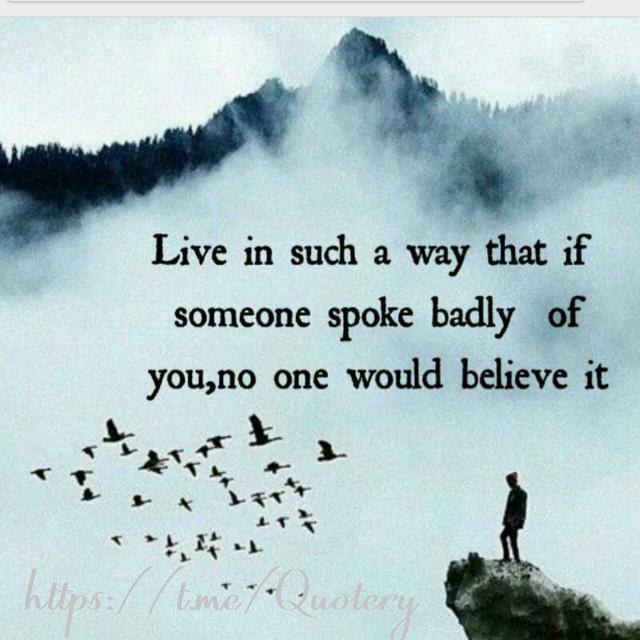 Live in such a way that if
someone spoke badly of
you,no one would believe it
https://t.me/Quotery